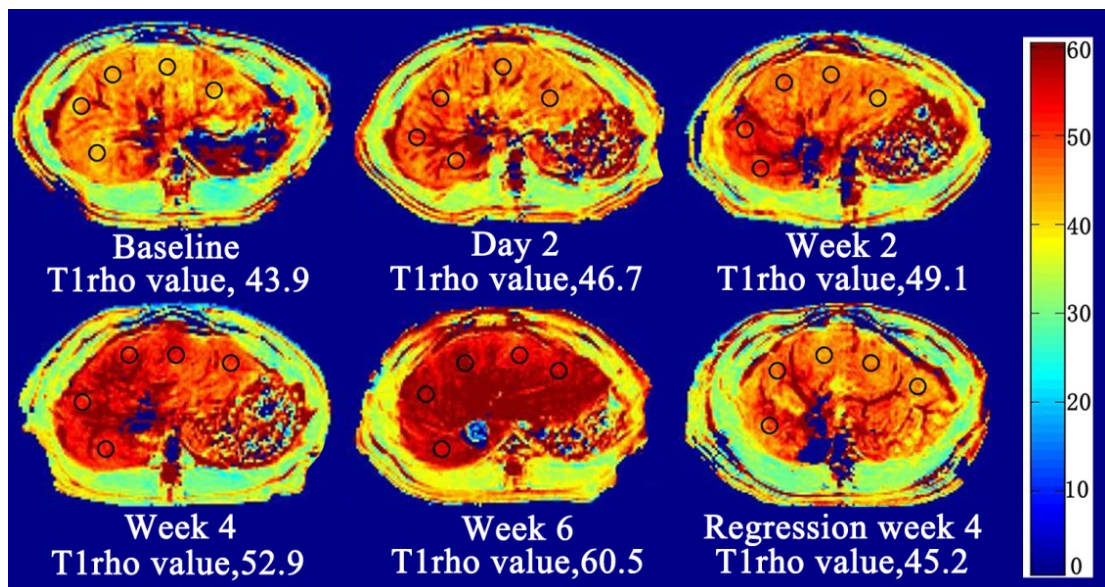 Baseline
T1rho value, 43.9
Day 2
T1rho value,46.7
Week 2
T1rho value,49.1
Week 4
T1rho value,52.9
Week 6
T1rho value,60.5
Regression week 4
T1rho value,45.2
60
50
40
30
20
10
0